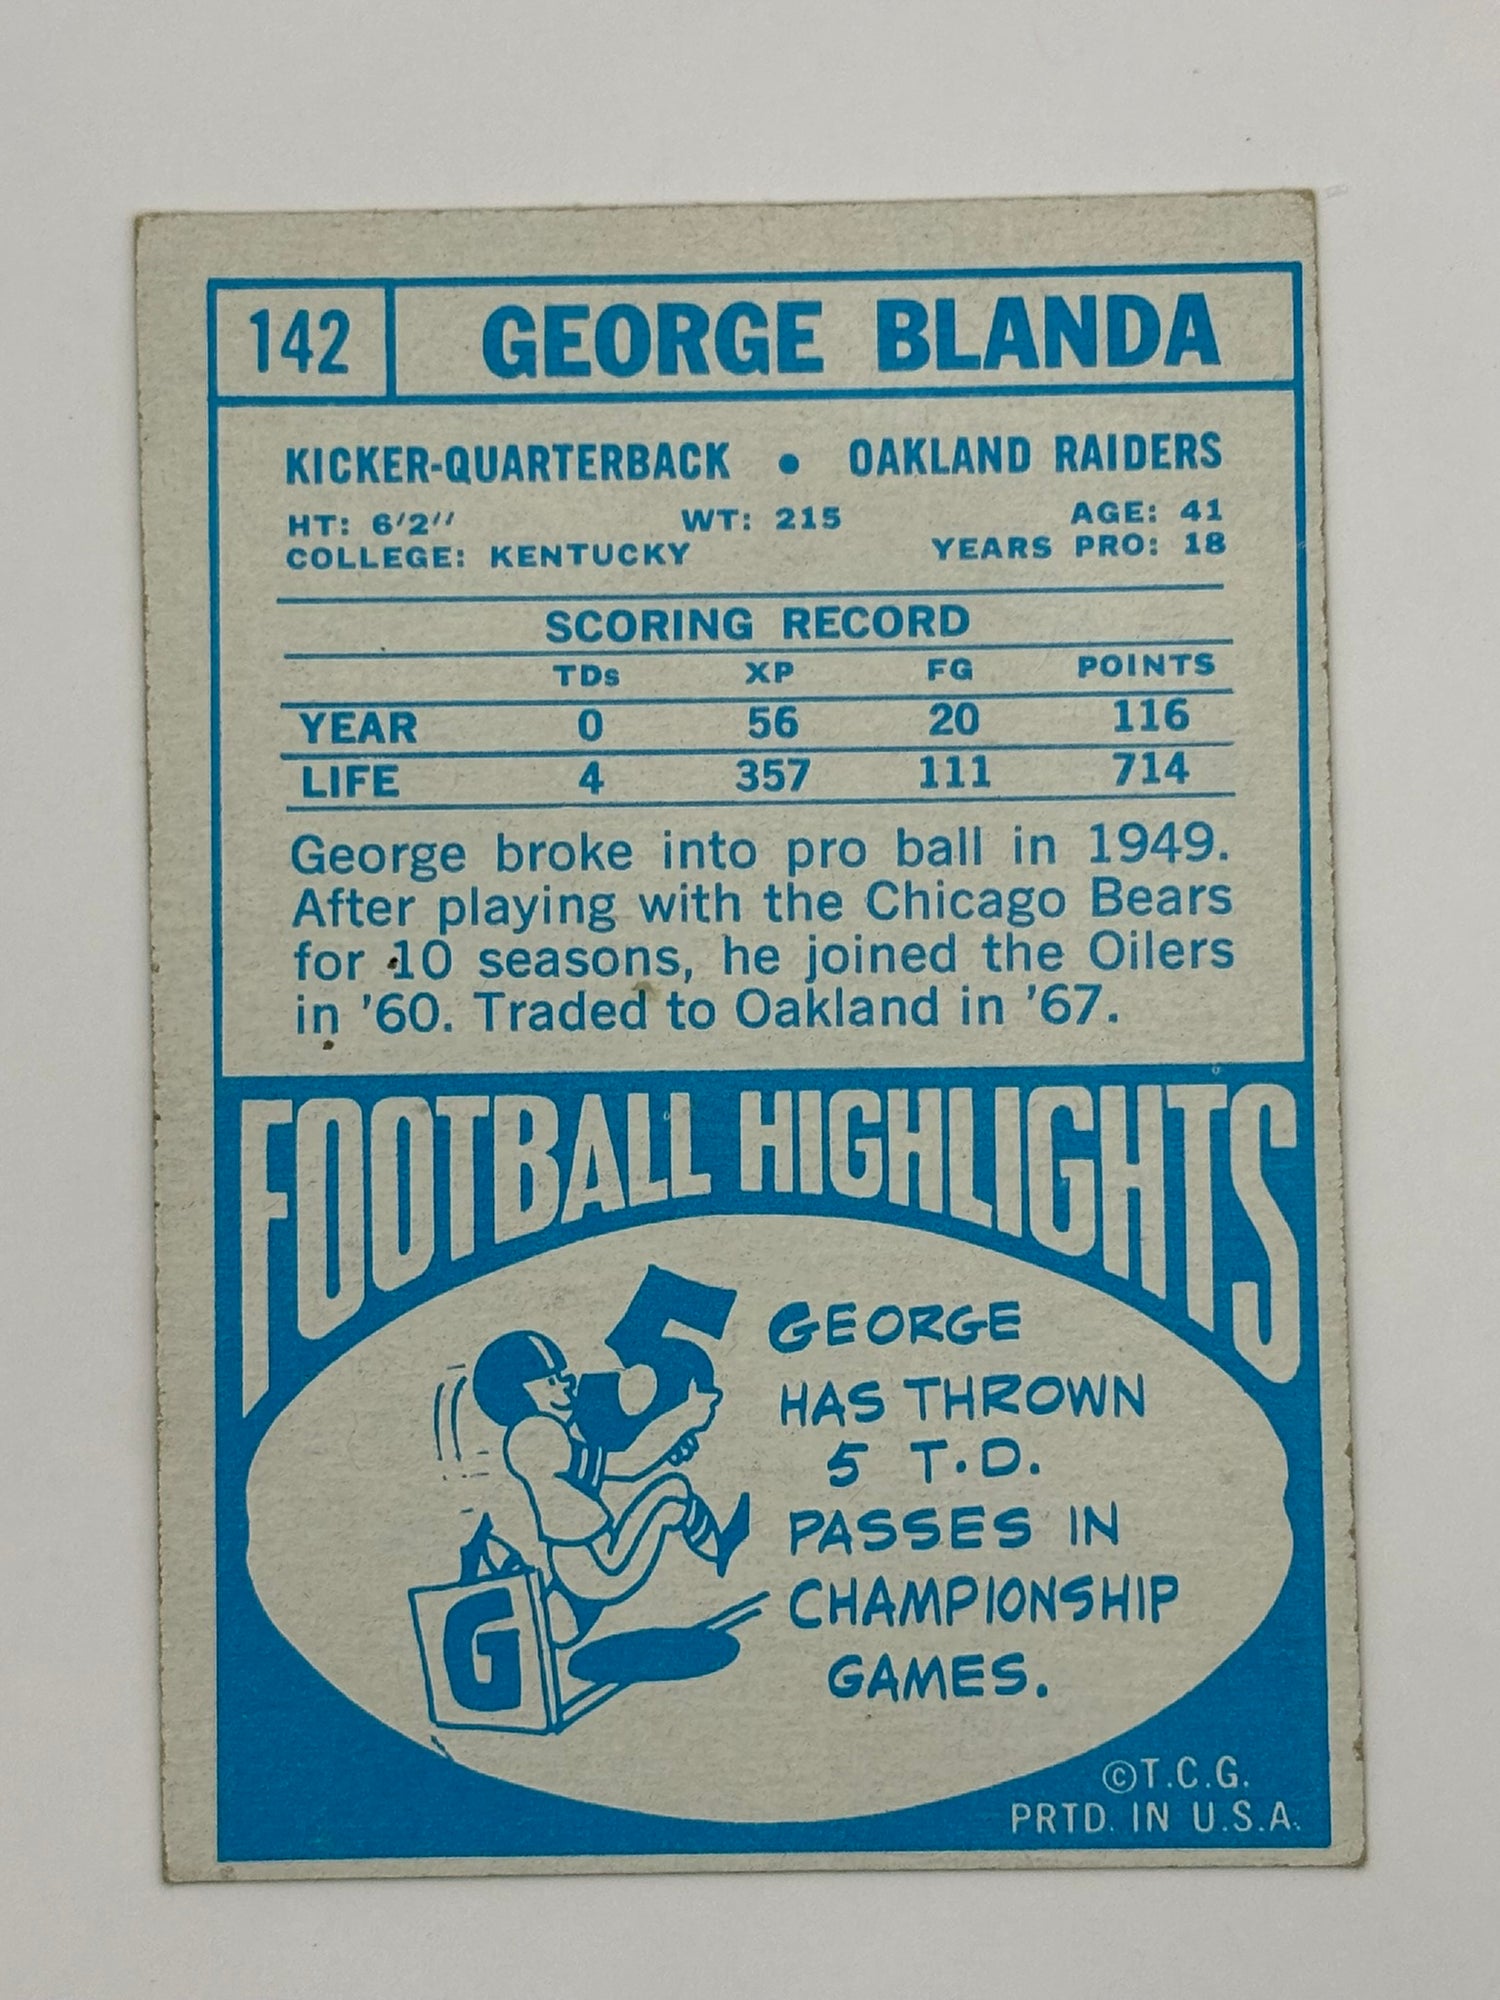 142 GEORGE BLANDA
KICKER-QUARTERBACK • OAKLAND RAIDERS
HT: 6'2'' WT: 215 AGE: 41
COLLEGE: KENTUCKY YEARS PRO: 18
SCORING RECORD
TDs XP FG POINTS
YEAR 0 56 20 116
LIFE 4 357 111 714
George broke into pro ball in 1949.
After playing with the Chicago Bears
for 10 seasons, he joined the Oilers
in '60. Traded to Oakland in '67.
FOOTBALL HIGHLIGHTS
5
G
GEORGE
HAS THROWN
5 T.D.
PASSES IN
CHAMPIONSHIP
GAMES.
©T.C.G.
PRTD. IN U.S.A.